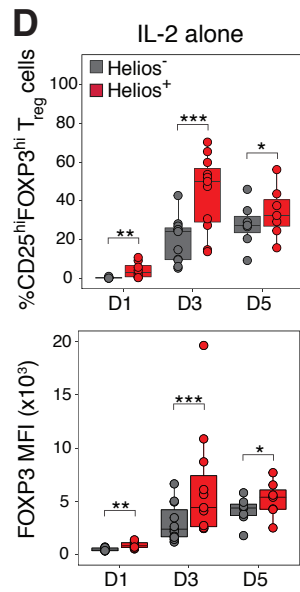 D
IL-2 alone
%CD25ʰⁱFOXP3ʰⁱ Tᵣₑg cells
100
80
60
40
20
0
Helios⁻
Helios⁺
**
***
*
D1 D3 D5
FOXP3 MFI (x10³)
20
15
10
5
0
**
***
*
D1 D3 D5